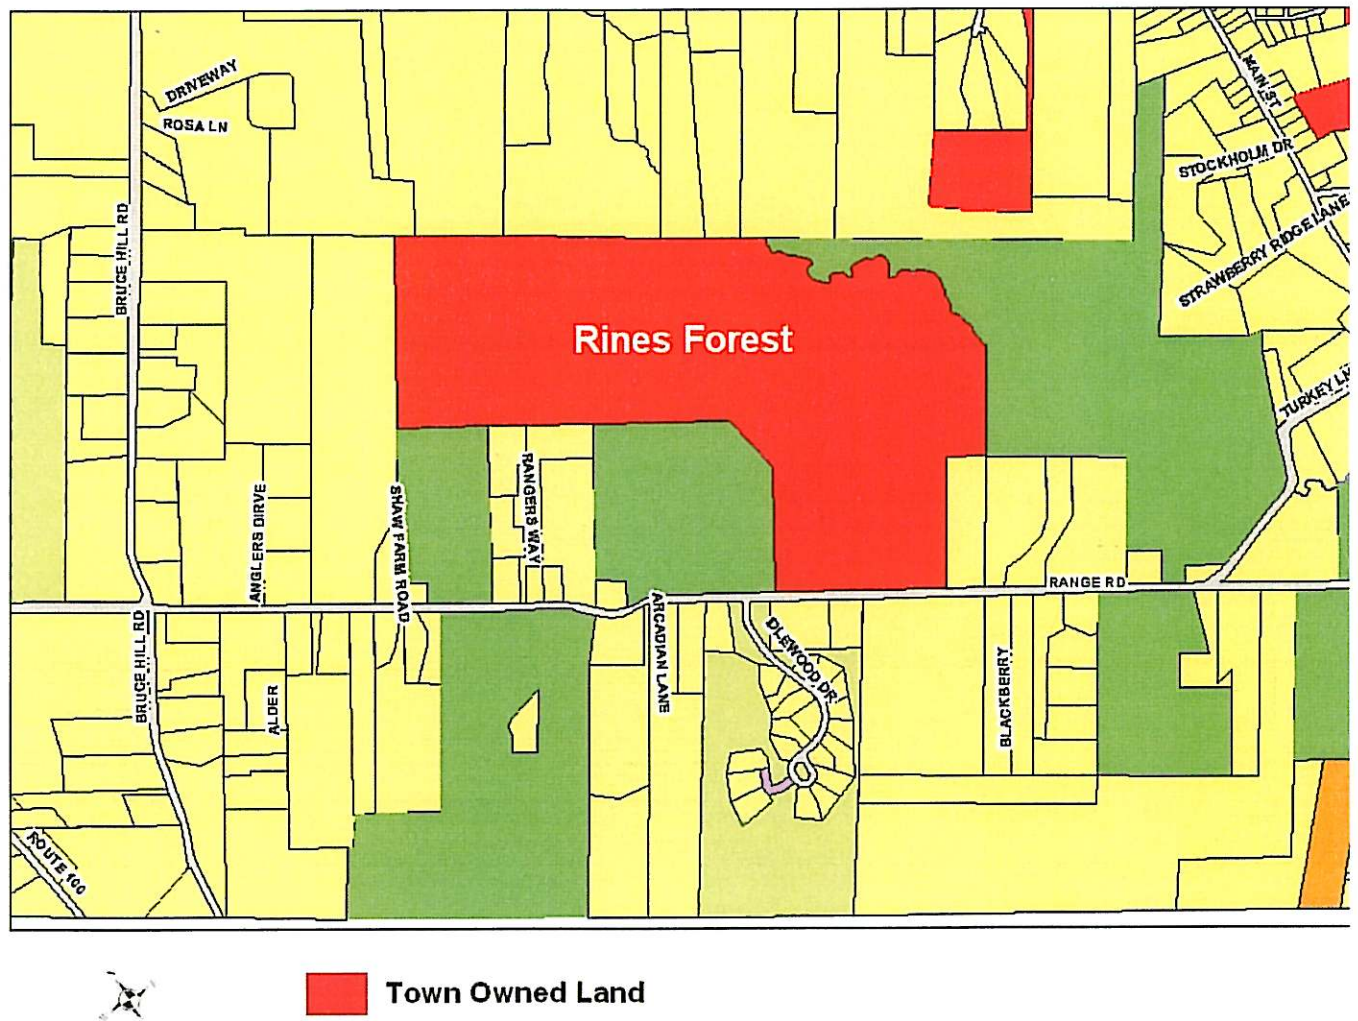 DRIVEWAY
ROSA LN
MAIN ST
STOCKHOLM DR
BRUCE HILL RD
STRAWBERRY RIDGE LANE
Rines Forest
TURKEY LN
ANGLERS DIRVE
SHAW FARM ROAD
RANGERS WAY
RANGE RD
BRUCE HILL RD
ALDER
ARCADIAN LANE
DLEWOOD DR
BLACKBERRY
ROUTE 100
Town Owned Land